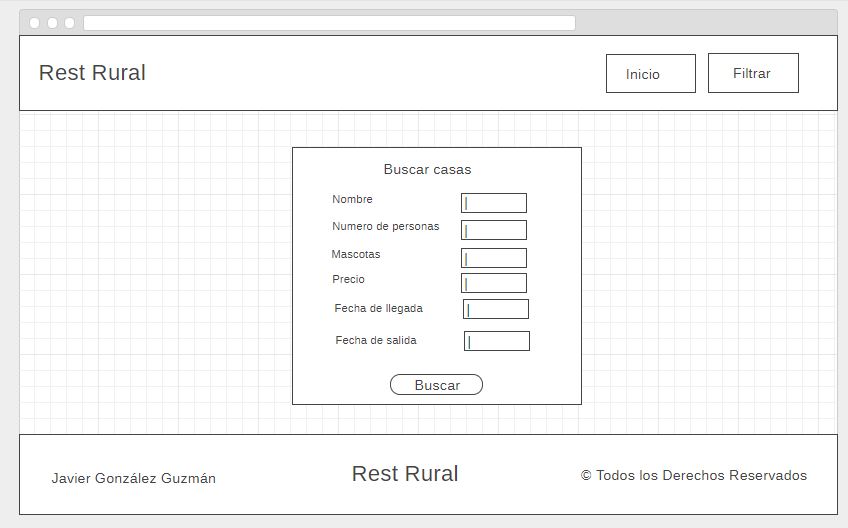 Rest Rural
Inicio
Filtrar
Buscar casas
Nombre
Numero de personas
Mascotas
Precio
Fecha de llegada
Fecha de salida
Buscar
Javier González Guzmán
Rest Rural
© Todos los Derechos Reservados